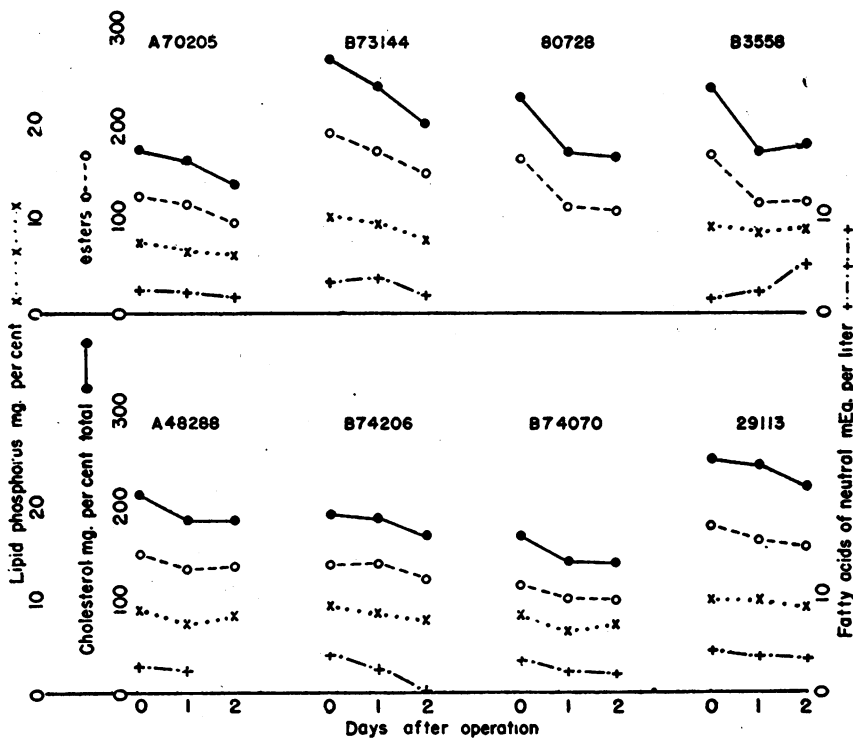 A70205 B73144 80728 B3558
300
200
100
0
20
10
0
10
0
A48288 B74206 B74070 29113
300
200
100
0
20
10
0
10
0
0 1 2 0 1 2 0 1 2 0 1 2
Days after operation
Lipid phosphorus mg. per cent x····x····x
Cholesterol mg. per cent total
esters o---o
Fatty acids of neutral mEq. per liter +·—·+·—·+